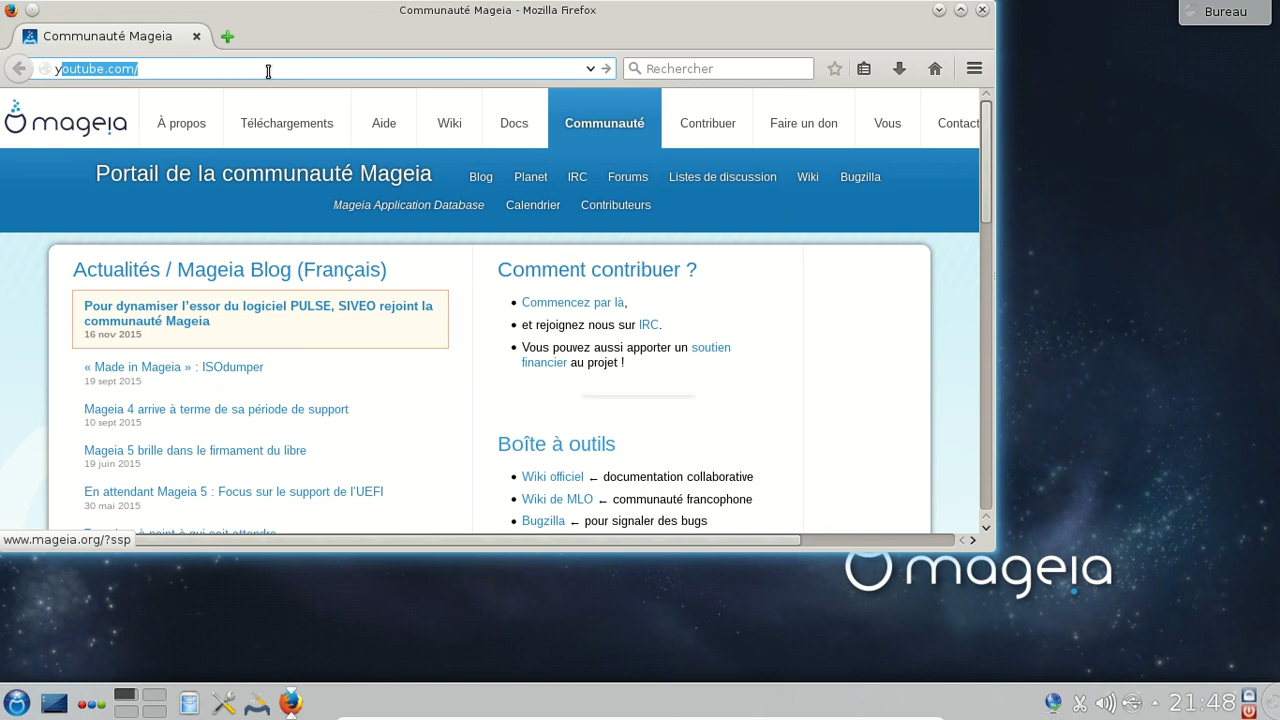 Communauté Mageia - Mozilla Firefox
Bureau
Communauté Mageia
youtube.com/
Rechercher
mageia
À propos
Téléchargements
Aide
Wiki
Docs
Communauté
Contribuer
Faire un don
Vous
Contact
Portail de la communauté Mageia
Blog
Planet
IRC
Forums
Listes de discussion
Wiki
Bugzilla
Mageia Application Database
Calendrier
Contributeurs
Actualités / Mageia Blog (Français)
Pour dynamiser l’essor du logiciel PULSE, SIVEO rejoint la
communauté Mageia
16 nov 2015
« Made in Mageia » : ISOdumper
19 sept 2015
Mageia 4 arrive à terme de sa période de support
10 sept 2015
Mageia 5 brille dans le firmament du libre
19 juin 2015
En attendant Mageia 5 : Focus sur le support de l’UEFI
30 mai 2015
Comment contribuer ?
Commencez par là,
et rejoignez nous sur IRC.
Vous pouvez aussi apporter un soutien
financier au projet !
Boîte à outils
Wiki officiel ← documentation collaborative
Wiki de MLO ← communauté francophone
Bugzilla ← pour signaler des bugs
www.mageia.org/?ssp
mageia
21:48